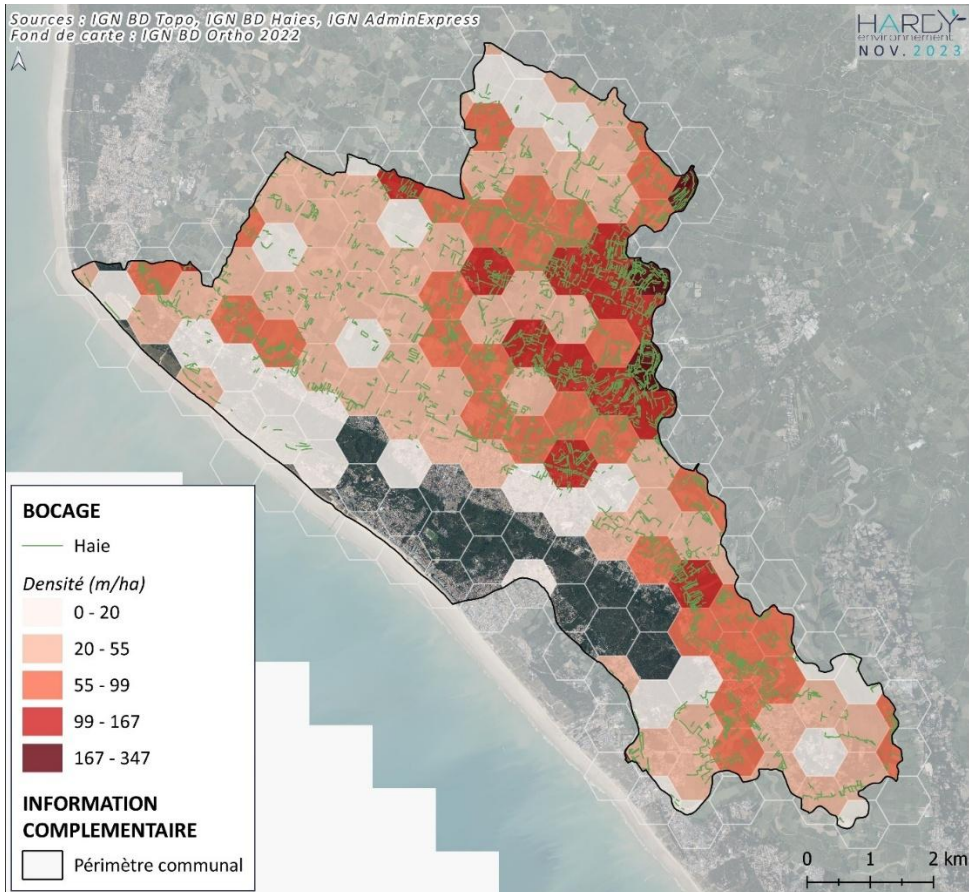 Sources : IGN BD Topo, IGN BD Haies, IGN AdminExpress
Fond de carte : IGN BD Ortho 2022
HARDY
environnement
NOV. 2023
BOCAGE
Haie
Densité (m/ha)
0 - 20
20 - 55
55 - 99
99 - 167
167 - 347
INFORMATION
COMPLEMENTAIRE
Périmètre communal
0 1 2 km